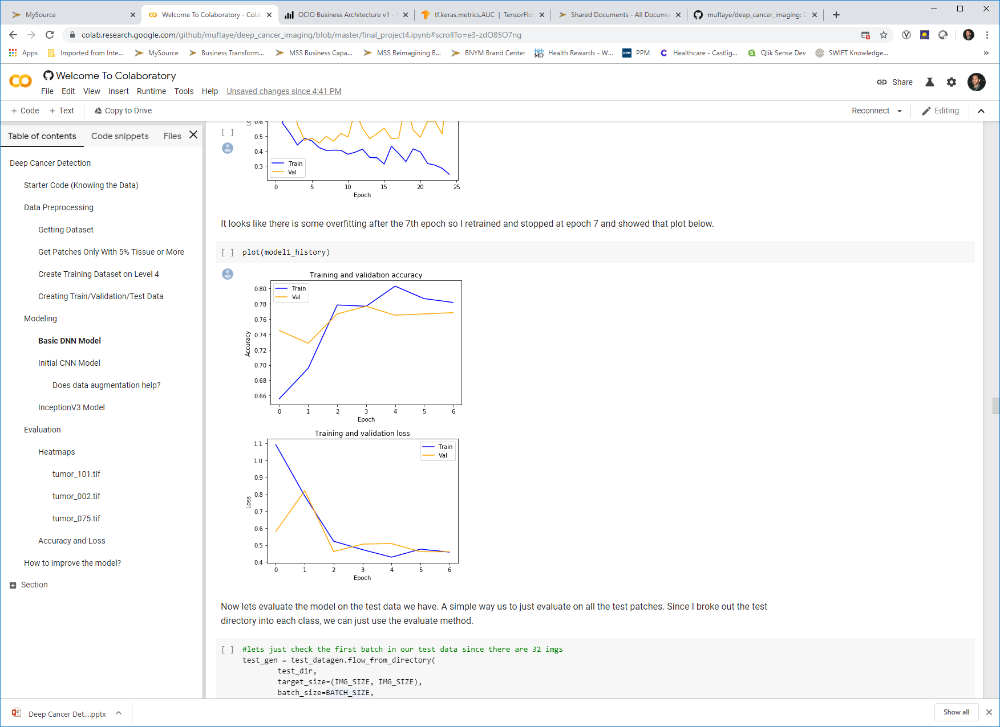 MySource
Welcome To Colaboratory - Cola
OCIO Business Architecture v1 -
tf.keras.metrics.AUC | TensorFlow
Shared Documents - All Docume
muftaye/deep_cancer_imaging: D
colab.research.google.com/github/muftaye/deep_cancer_imaging/blob/master/final_project4.ipynb#scrollTo=e3-zdO85O7ng
Apps
Imported from Inte...
MySource
Business Transform...
MSS Business Capa...
MSS Reimagining B...
BNYM Brand Center
Web MD
Health Rewards - W...
PPM
PPM
Healthcare - Castlig...
Qlik Sense Dev
SWIFT Knowledge...
CO
Welcome To Colaboratory
File Edit View Insert Runtime Tools Help Unsaved changes since 4:41 PM
Share
+ Code + Text Copy to Drive
Reconnect
Editing
Table of contents
Code snippets
Files
Deep Cancer Detection
Starter Code (Knowing the Data)
Data Preprocessing
Getting Dataset
Get Patches Only With 5% Tissue or More
Create Training Dataset on Level 4
Creating Train/Validation/Test Data
Modeling
Basic DNN Model
Initial CNN Model
Does data augmentation help?
InceptionV3 Model
Evaluation
Heatmaps
tumor_101.tif
tumor_002.tif
tumor_075.tif
Accuracy and Loss
How to improve the model?
Section
[ ]
0.6
0.5
0.4
0.3
Train
Val
0 5 10 15 20 25
Epoch
It looks like there is some overfitting after the 7th epoch so I retrained and stopped at epoch 7 and showed that plot below.
[ ] plot(model1_history)
Training and validation accuracy
Train
Val
0.80
0.78
0.76
0.74
0.72
0.70
0.68
0.66
Accuracy
0 1 2 3 4 5 6
Epoch
Training and validation loss
Train
Val
1.1
1.0
0.9
0.8
0.7
0.6
0.5
0.4
Loss
0 1 2 3 4 5 6
Epoch
Now lets evaluate the model on the test data we have. A simple way us to just evaluate on all the test patches. Since I broke out the test
directory into each class, we can just use the evaluate method.
[ ] #lets just check the first batch in our test data since there are 32 imgs
test_gen = test_datagen.flow_from_directory(
test_dir,
target_size=(IMG_SIZE, IMG_SIZE),
batch_size=BATCH_SIZE,
Deep Cancer Det....pptx
Show all